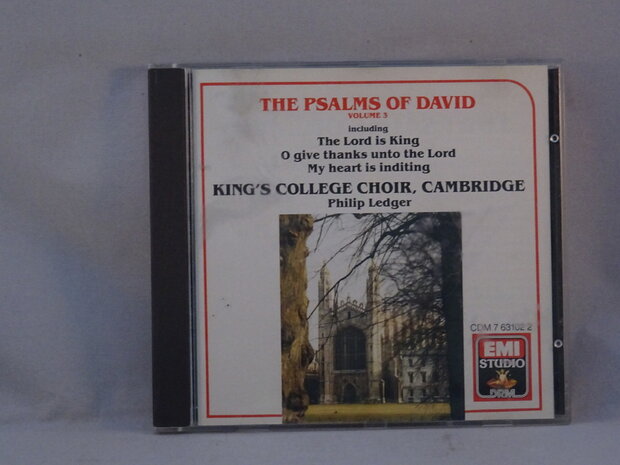 THE PSALMS OF DAVID
VOLUME 3
including
The Lord is King
O give thanks unto the Lord
My heart is inditing
KING'S COLLEGE CHOIR, CAMBRIDGE
Philip Ledger
CDM 7 63102 2
EMI
STUDIO
DRM